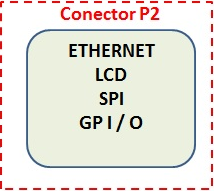 Conector P2
ETHERNET
LCD
SPI
GP I / O